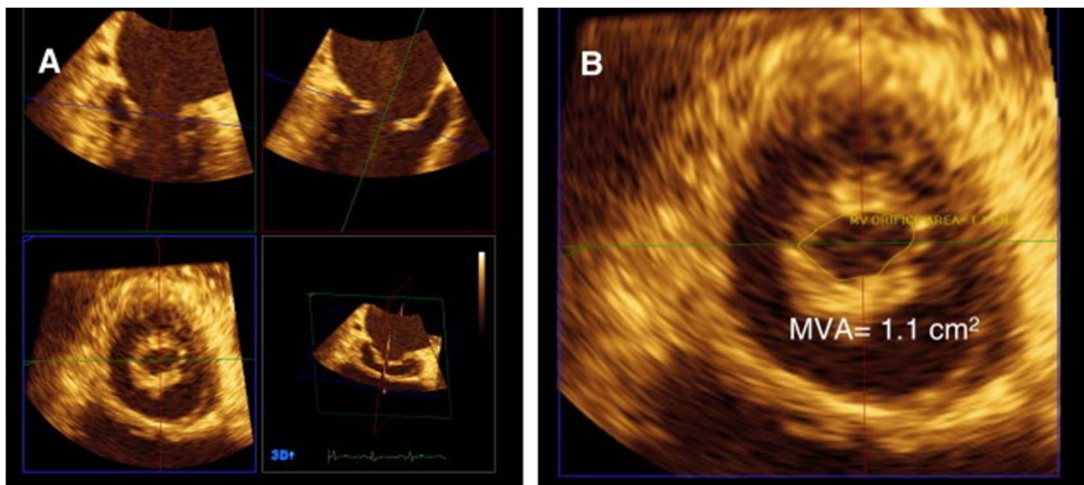 A
3D
B
MV ORIFICE AREA=
MVA= 1.1 cm²